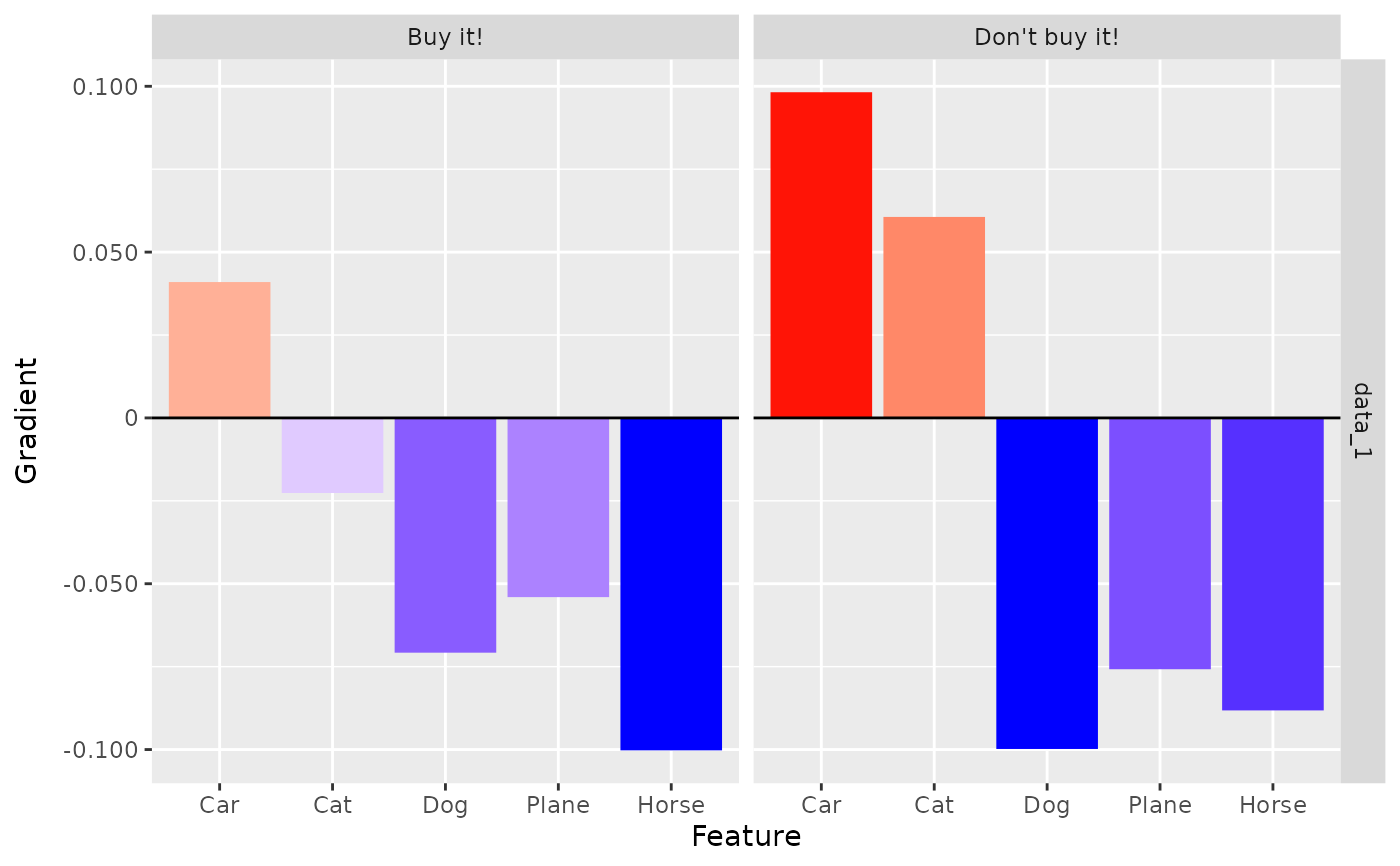 Buy it!
Don't buy it!
0.100
0.050
0
-0.050
-0.100
Gradient
data_1
Car Cat Dog Plane Horse
Car Cat Dog Plane Horse
Feature